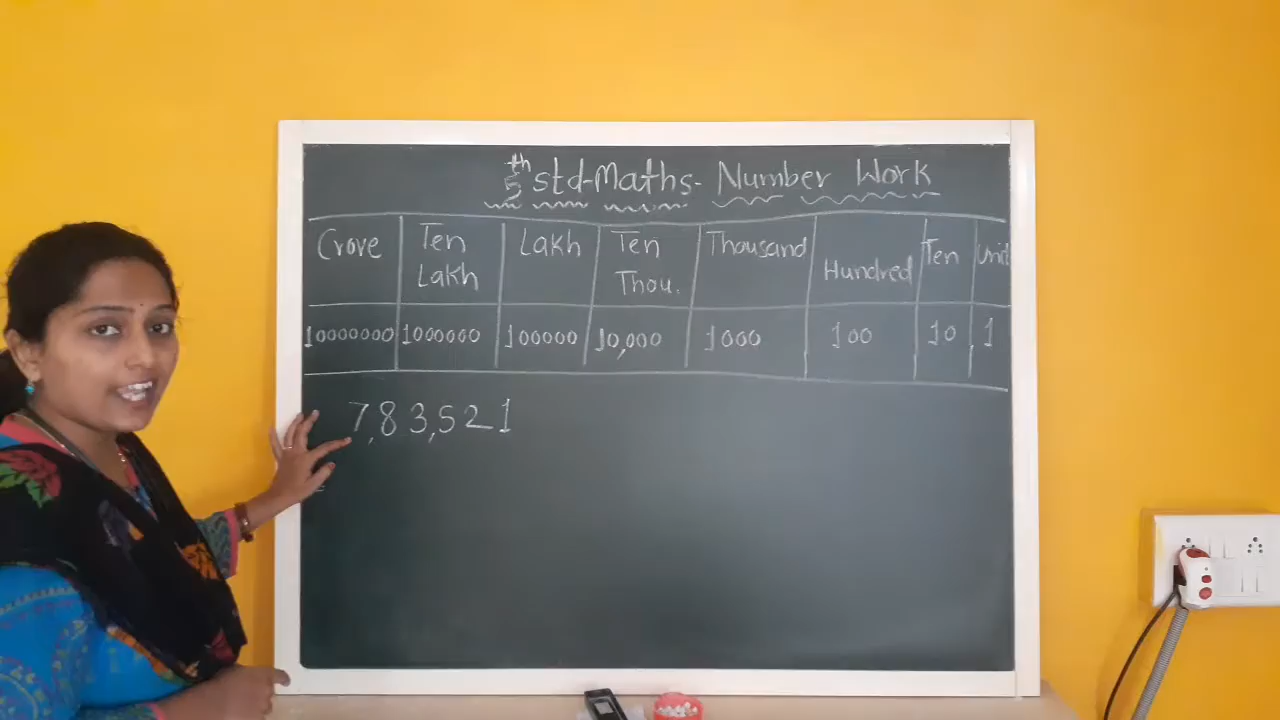 5th std-Maths- Number Work
Crore Ten Lakh Lakh Ten Thou. Thousand Hundred Ten Unit
10000000 1000000 100000 10,000 1000 100 10 1
7,83,521